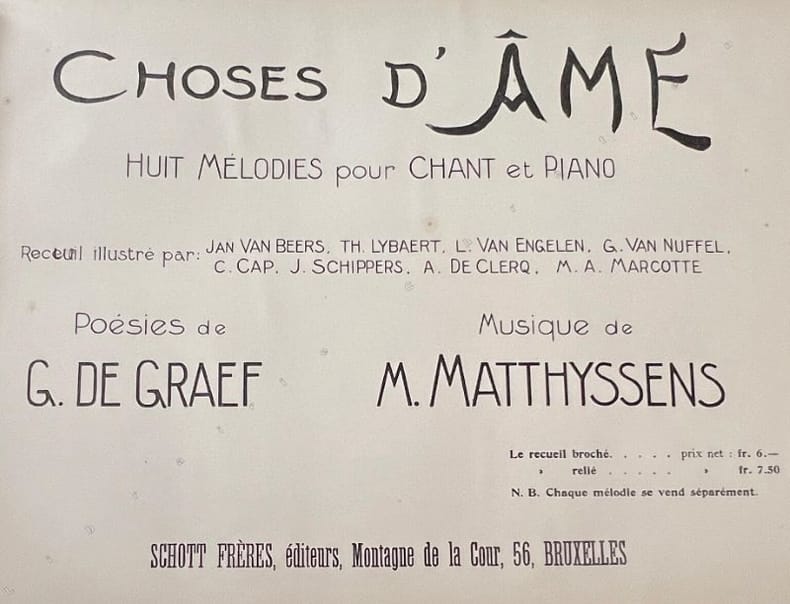 CHOSES D'ÂME
HUIT MÉLODIES pour CHANT et PIANO
Receuil illustré par: JAN VAN BEERS, TH. LYBAERT, L. VAN ENGELEN, G. VAN NUFFEL,
C. CAP, J. SCHIPPERS, A. DE CLERQ, M. A. MARCOTTE
Poésies de
G. DE GRAEF
Musique de
M. MATTHYSSENS
Le recueil broché. . . . . prix net : fr. 6.—
» relié . . . . . » fr. 7.50
N. B. Chaque mélodie se vend séparément.
SCHOTT FRÈRES, éditeurs, Montagne de la Cour, 56, BRUXELLES